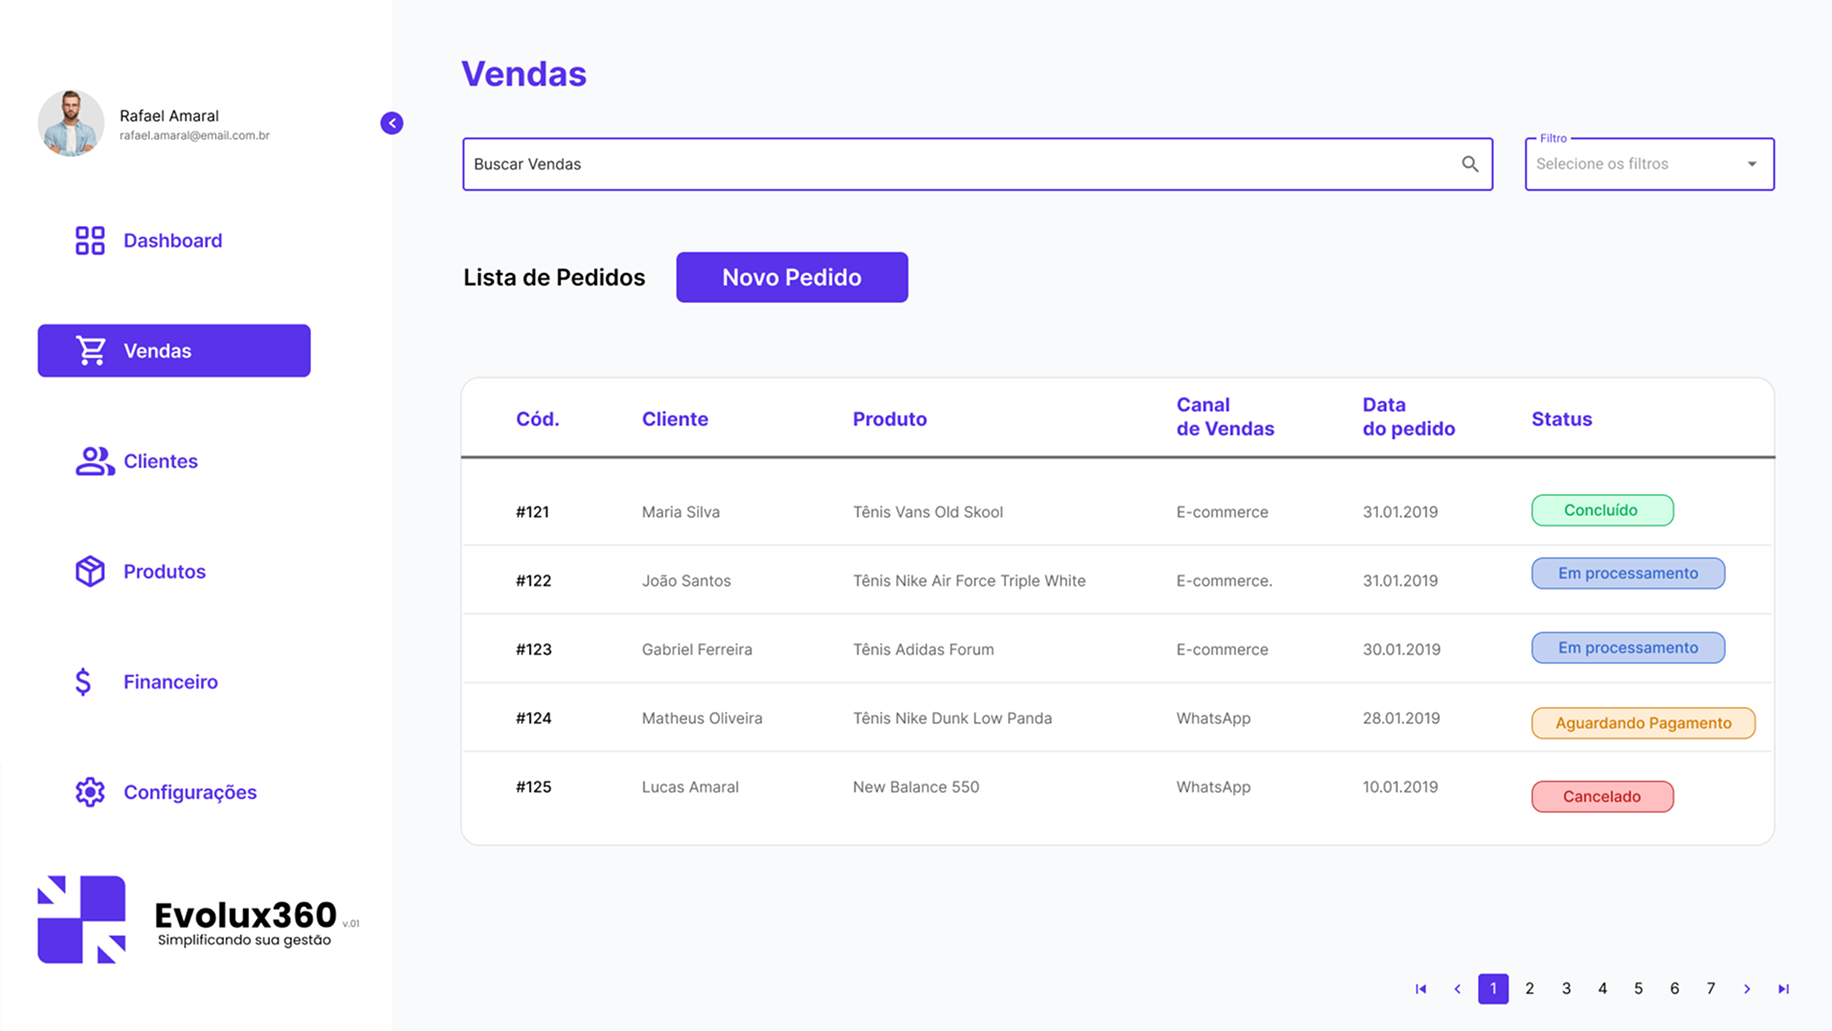 Rafael Amaral
rafael.amaral@email.com.br
Dashboard
Vendas
Clientes
Produtos
Financeiro
Configurações
Evolux360 v.01
Simplificando sua gestão
Vendas
Buscar Vendas
Filtro
Selecione os filtros
Lista de Pedidos
Novo Pedido
Cód. Cliente Produto Canal de Vendas Data do pedido Status
#121 Maria Silva Tênis Vans Old Skool E-commerce 31.01.2019 Concluído
#122 João Santos Tênis Nike Air Force Triple White E-commerce. 31.01.2019 Em processamento
#123 Gabriel Ferreira Tênis Adidas Forum E-commerce 30.01.2019 Em processamento
#124 Matheus Oliveira Tênis Nike Dunk Low Panda WhatsApp 28.01.2019 Aguardando Pagamento
#125 Lucas Amaral New Balance 550 WhatsApp 10.01.2019 Cancelado
1 2 3 4 5 6 7